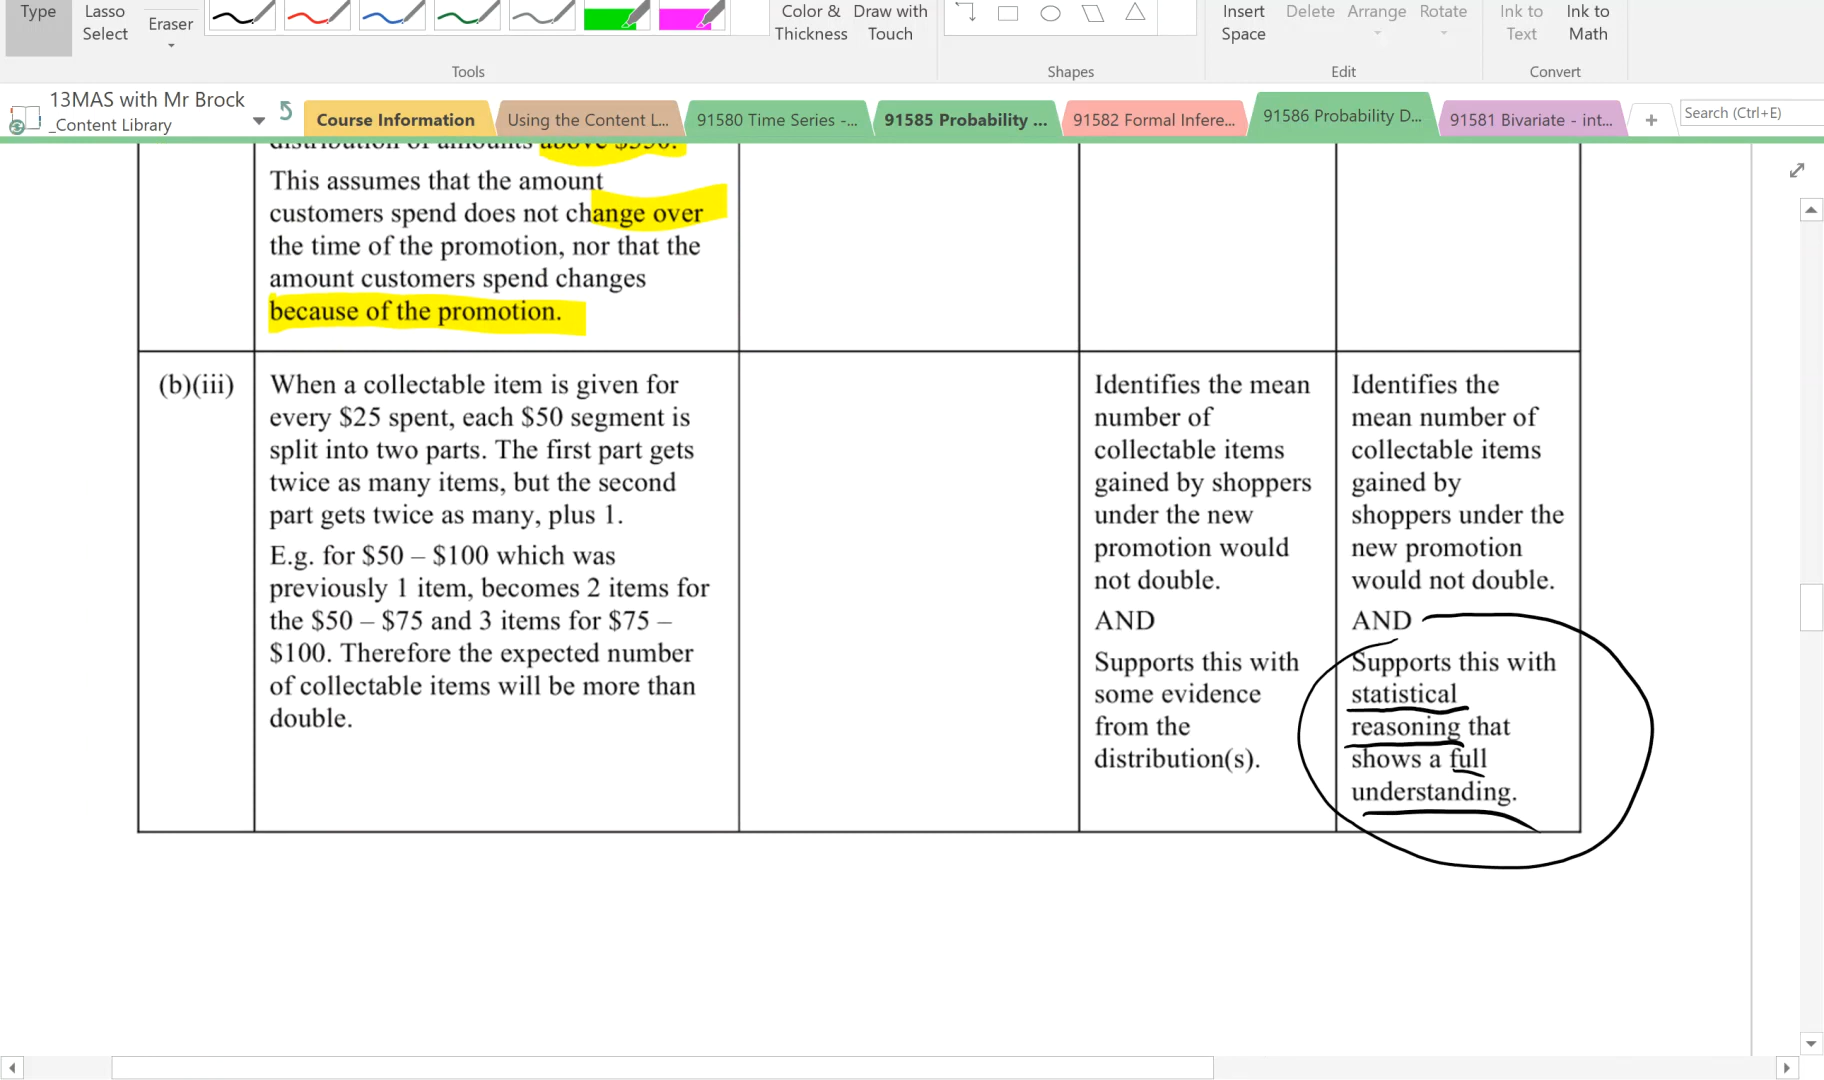 Type
Lasso
Select
Eraser
Color &
Thickness
Draw with
Touch
Insert
Space
Delete
Arrange
Rotate
Ink to
Text
Ink to
Math
Tools
Shapes
Edit
Convert
13MAS with Mr Brock
_Content Library
Course Information
Using the Content L...
91580 Time Series -...
91585 Probability ...
91582 Formal Infere...
91586 Probability D...
91581 Bivariate - int...
+
Search (Ctrl+E)
distribution of amounts above $350.
This assumes that the amount
customers spend does not change over
the time of the promotion, nor that the
amount customers spend changes
because of the promotion.
(b)(iii)
When a collectable item is given for
every $25 spent, each $50 segment is
split into two parts. The first part gets
twice as many items, but the second
part gets twice as many, plus 1.
E.g. for $50 – $100 which was
previously 1 item, becomes 2 items for
the $50 – $75 and 3 items for $75 –
$100. Therefore the expected number
of collectable items will be more than
double.
Identifies the mean
number of
collectable items
gained by shoppers
under the new
promotion would
not double.
AND
Supports this with
some evidence
from the
distribution(s).
Identifies the
mean number of
collectable items
gained by
shoppers under the
new promotion
would not double.
AND
Supports this with
statistical
reasoning that
shows a full
understanding.